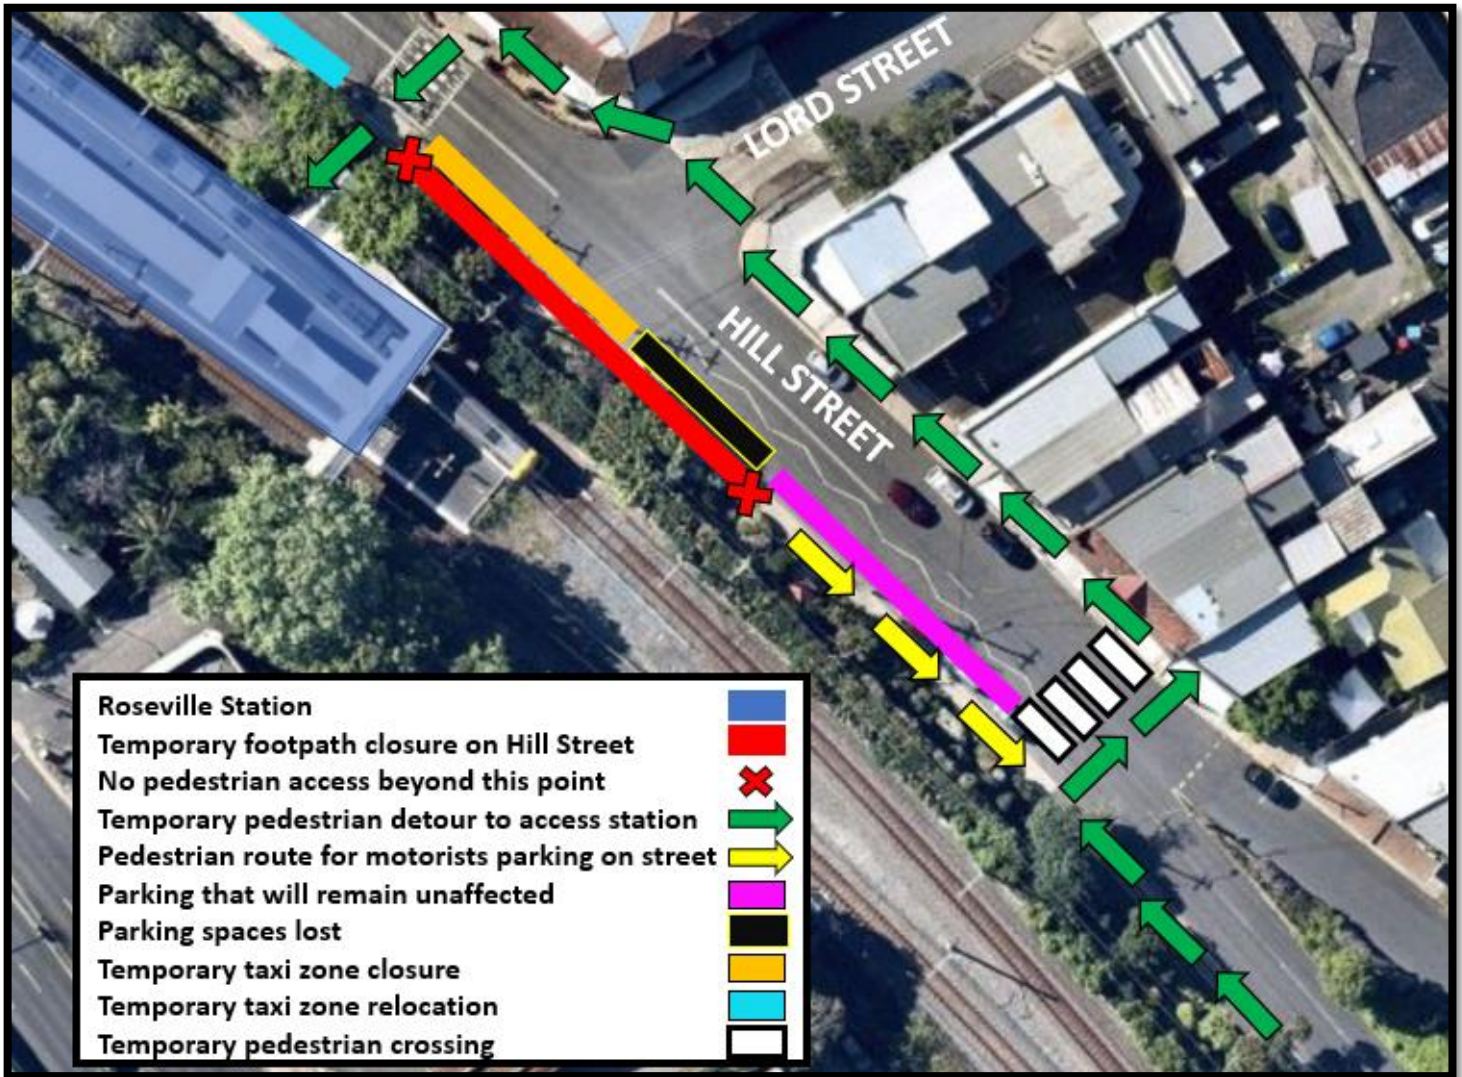 LORD STREET
HILL STREET
Roseville Station
Temporary footpath closure on Hill Street
No pedestrian access beyond this point
Temporary pedestrian detour to access station
Pedestrian route for motorists parking on street
Parking that will remain unaffected
Parking spaces lost
Temporary taxi zone closure
Temporary taxi zone relocation
Temporary pedestrian crossing